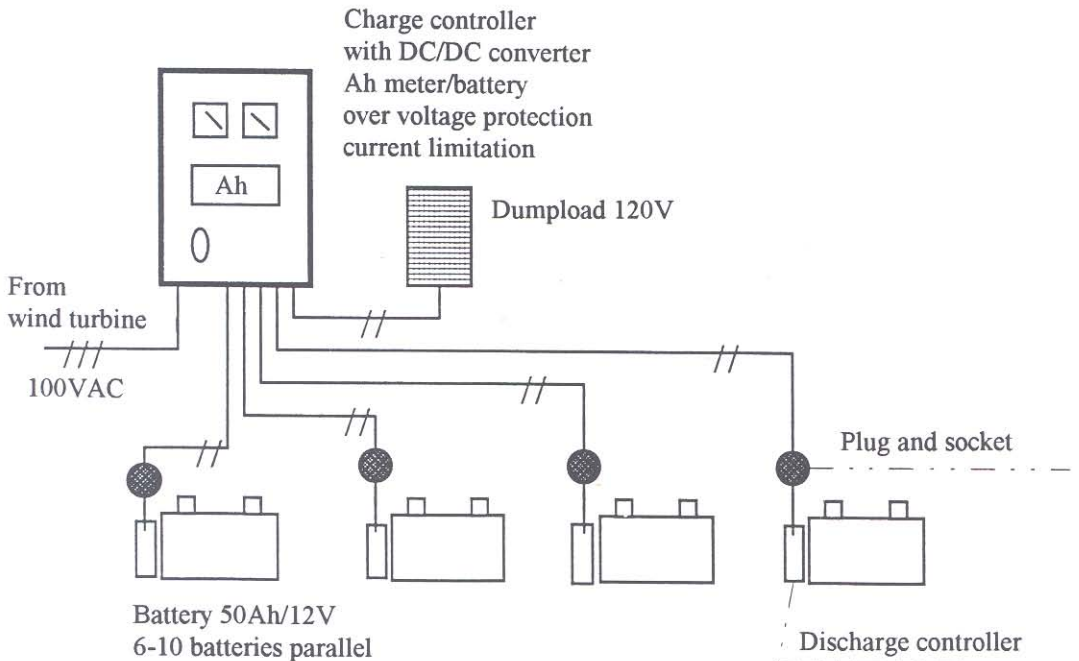 Charge controller
with DC/DC converter
Ah meter/battery
over voltage protection
current limitation
Ah
Dumpload 120V
From
wind turbine
100VAC
Plug and socket
Battery 50Ah/12V
6-10 batteries parallel
Discharge controller